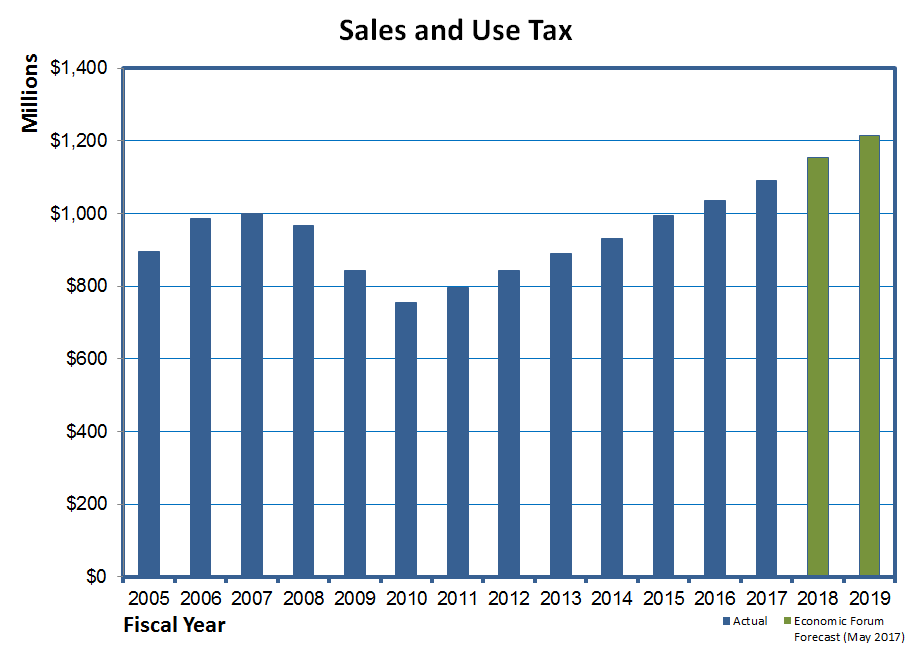 Sales and Use Tax
Millions
$1,400
$1,200
$1,000
$800
$600
$400
$200
$0
2005 2006 2007 2008 2009 2010 2011 2012 2013 2014 2015 2016 2017 2018 2019
Fiscal Year
Actual Economic Forum
Forecast (May 2017)